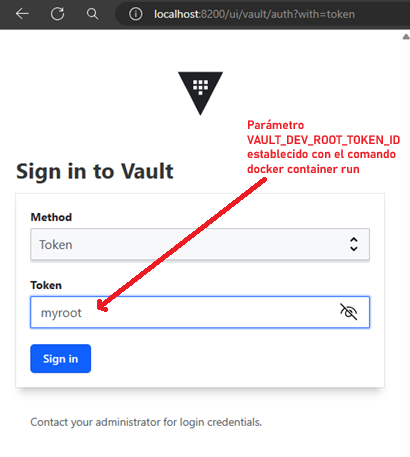 localhost:8200/ui/vault/auth?with=token
Parámetro
VAULT_DEV_ROOT_TOKEN_ID
establecido con el comando
docker container run
Sign in to Vault
Method
Token
Token
myroot
Sign in
Contact your administrator for login credentials.